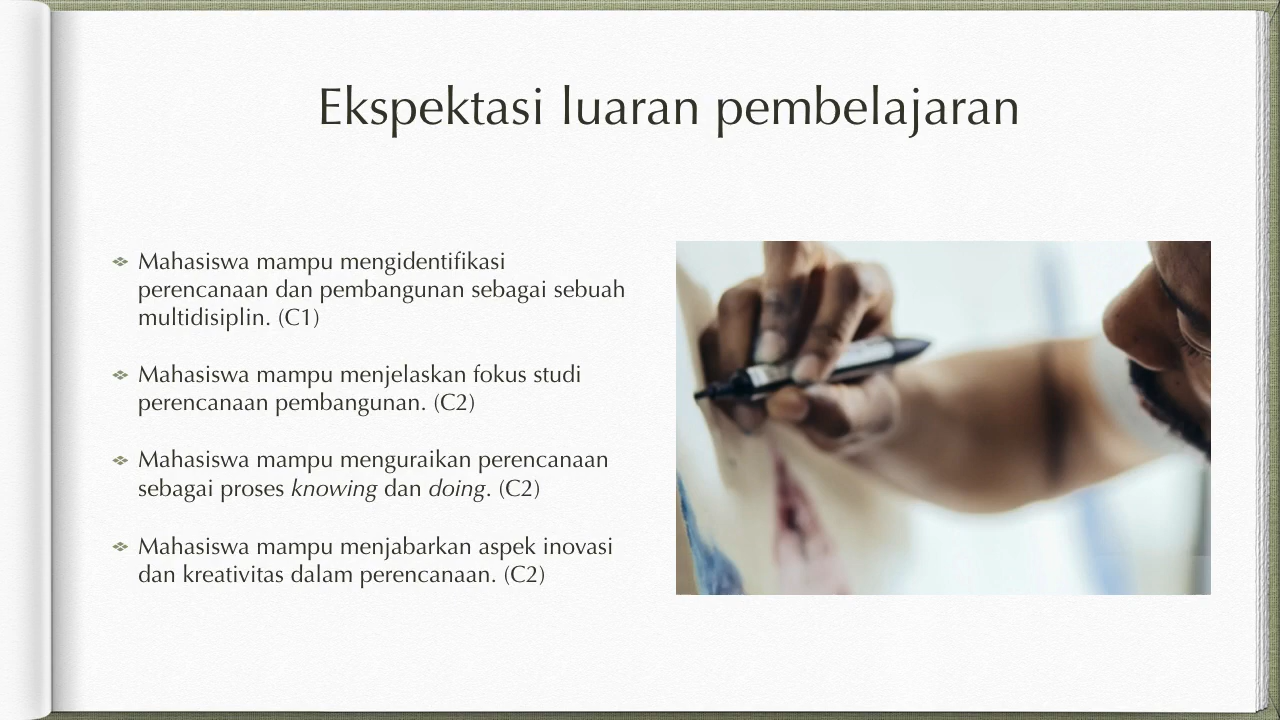 Ekspektasi luaran pembelajaran
Mahasiswa mampu mengidentifikasi
perencanaan dan pembangunan sebagai sebuah
multidisiplin. (C1)
Mahasiswa mampu menjelaskan fokus studi
perencanaan pembangunan. (C2)
Mahasiswa mampu menguraikan perencanaan
sebagai proses knowing dan doing. (C2)
Mahasiswa mampu menjabarkan aspek inovasi
dan kreativitas dalam perencanaan. (C2)